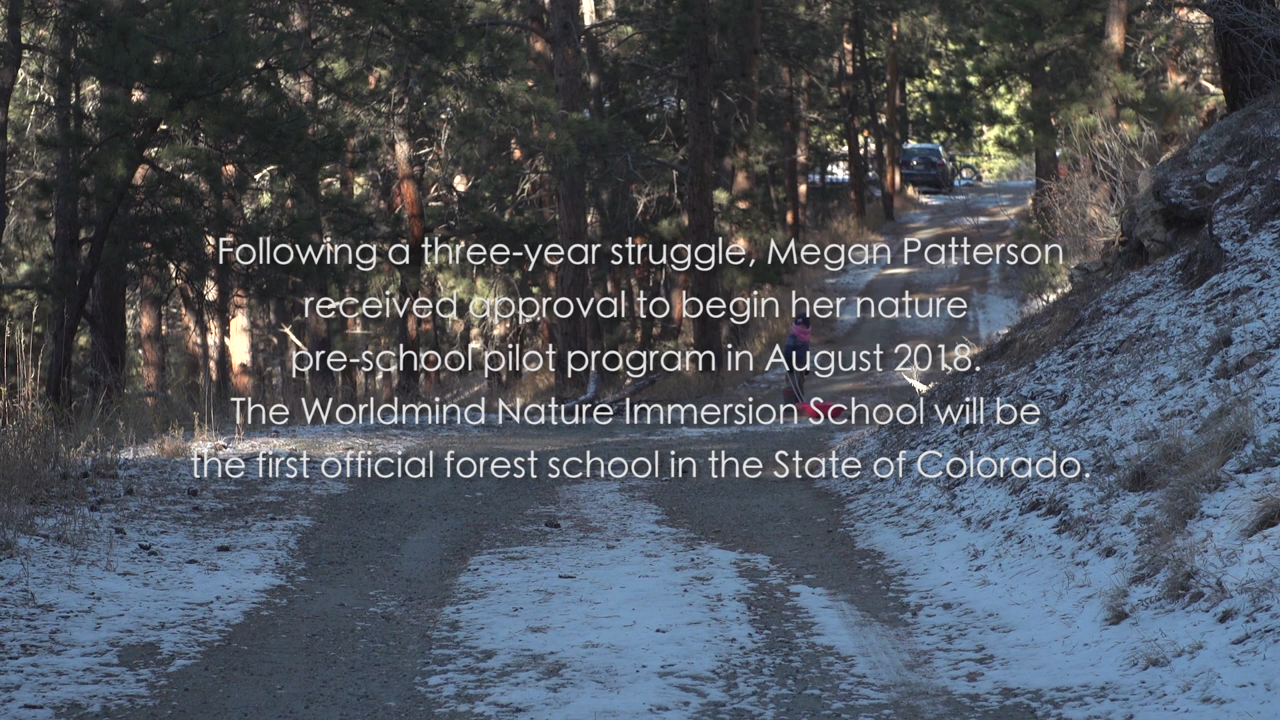 Following a three-year struggle, Megan Patterson
received approval to begin her nature
pre-school pilot program in August 2018.
The Worldmind Nature Immersion School will be
the first official forest school in the State of Colorado.